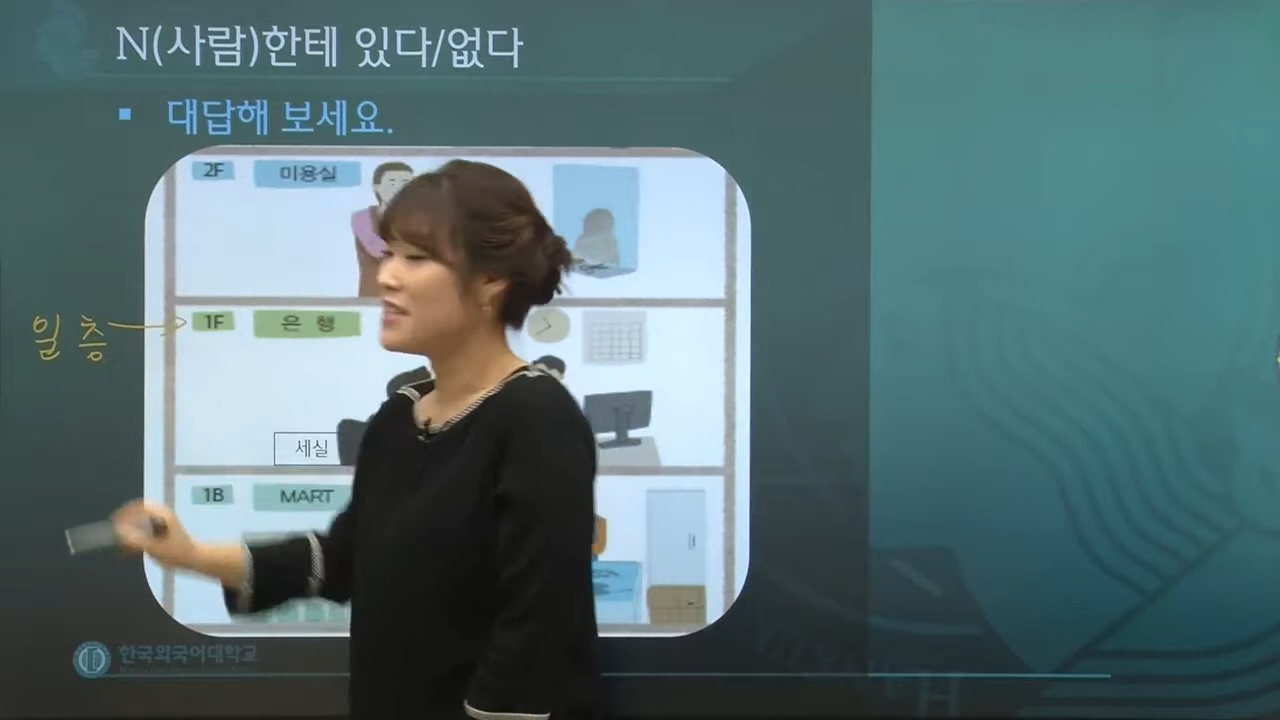 N(사람)한테 있다/없다
▪ 대답해 보세요.
2F 미용실
일 층 → 1F 은 행
세실
1B MART
한국외국어대학교